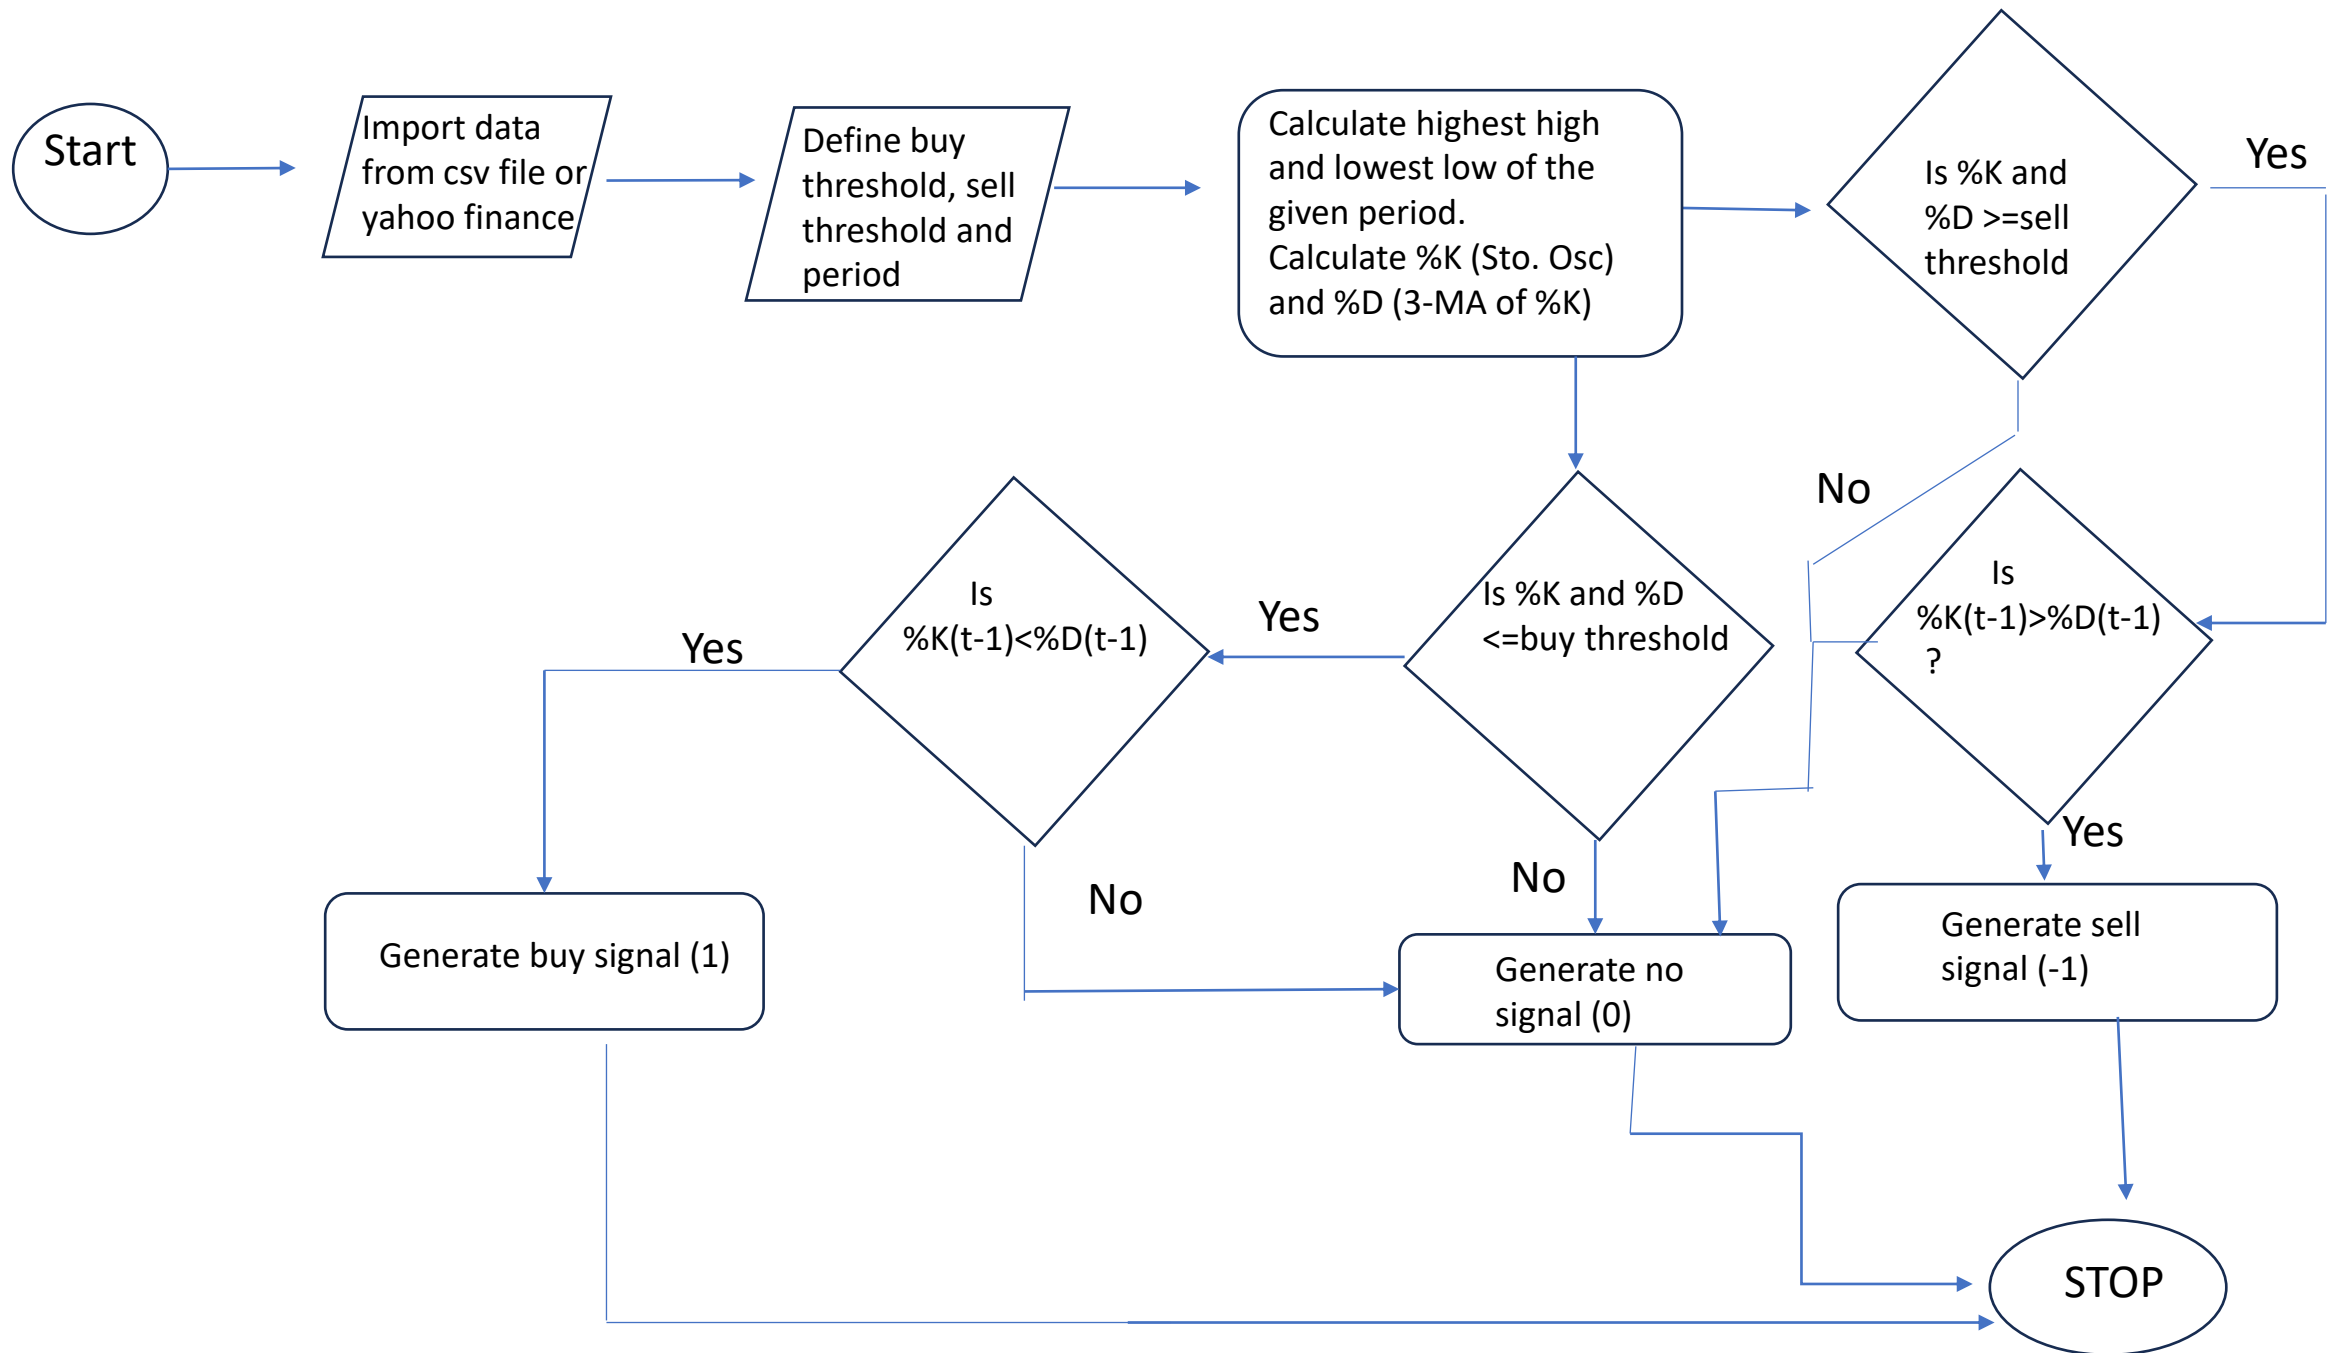 Start
Import data
from csv file or
yahoo finance
Define buy
threshold, sell
threshold and
period
Calculate highest high
and lowest low of the
given period.
Calculate %K (Sto. Osc)
and %D (3-MA of %K)
Is %K and
%D >=sell
threshold
Yes
No
Is
%K(t-1)<%D(t-1)
Yes
Yes
Is %K and %D
<=buy threshold
Is
%K(t-1)>%D(t-1)
?
Yes
No
No
Generate buy signal (1)
Generate no
signal (0)
Generate sell
signal (-1)
STOP